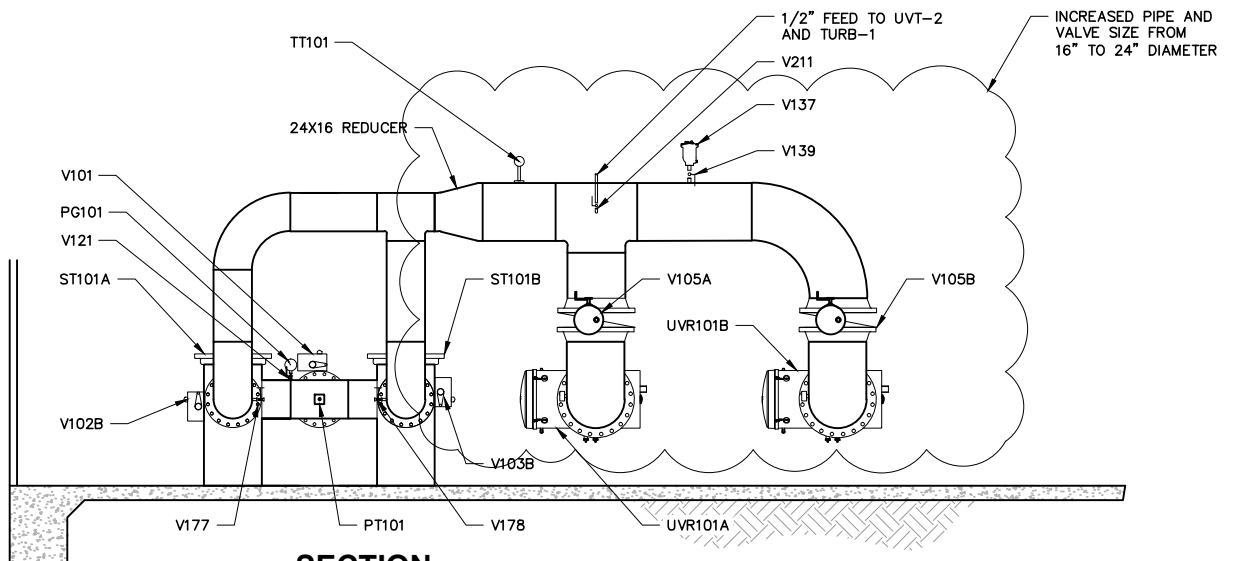 1/2" FEED TO UVT-2
AND TURB-1
INCREASED PIPE AND
VALVE SIZE FROM
16" TO 24" DIAMETER
TT101
V211
V137
24X16 REDUCER
V139
V101
PG101
V121
ST101A
ST101B
V105A
V105B
UVR101B
V102B
V103B
V177
PT101
V178
UVR101A
SECTION